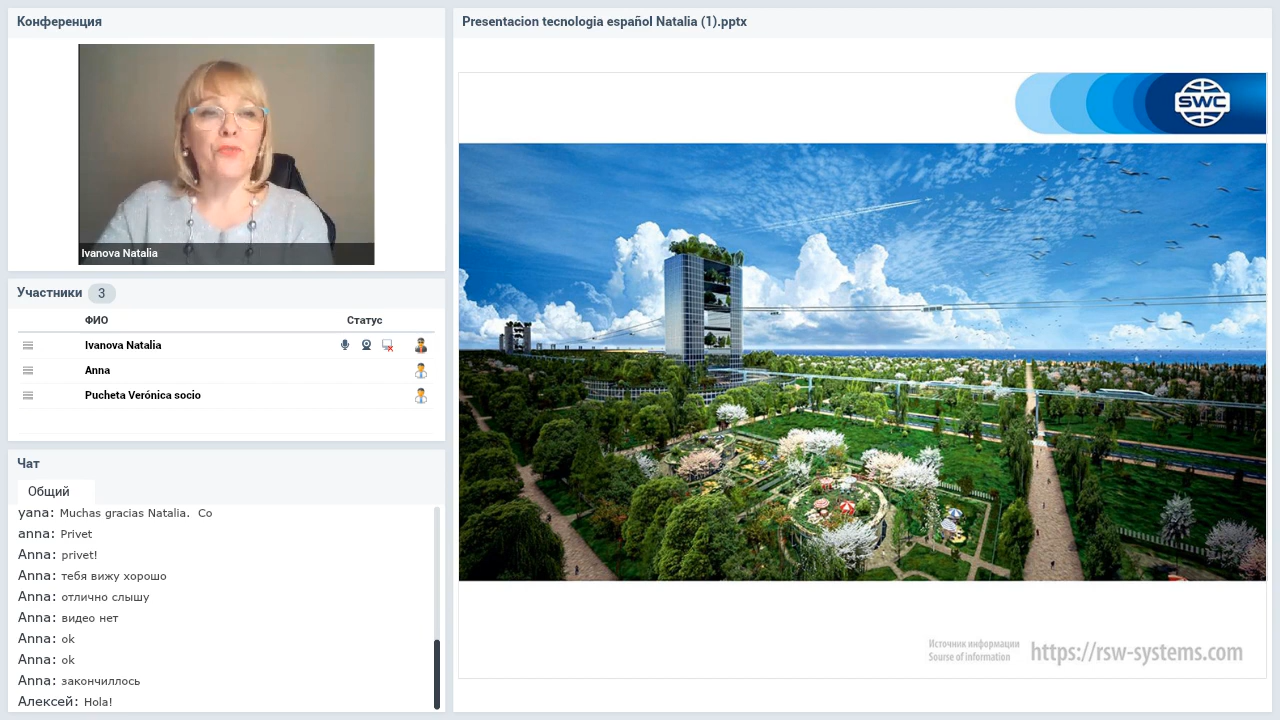 Конференция
Ivanova Natalia
Участники 3
ФИО Статус
Ivanova Natalia
Anna
Pucheta Verónica socio
Чат
Общий
yana: Muchas gracias Natalia. Co
anna: Privet
Anna: privet!
Anna: тебя вижу хорошо
Anna: отлично слышу
Anna: видео нет
Anna: ok
Anna: ok
Anna: закончиллось
Алексей: Hola!
Presentacion tecnologia español Natalia (1).pptx
SWC
Источник информации
Sourse of information
https://rsw-systems.com